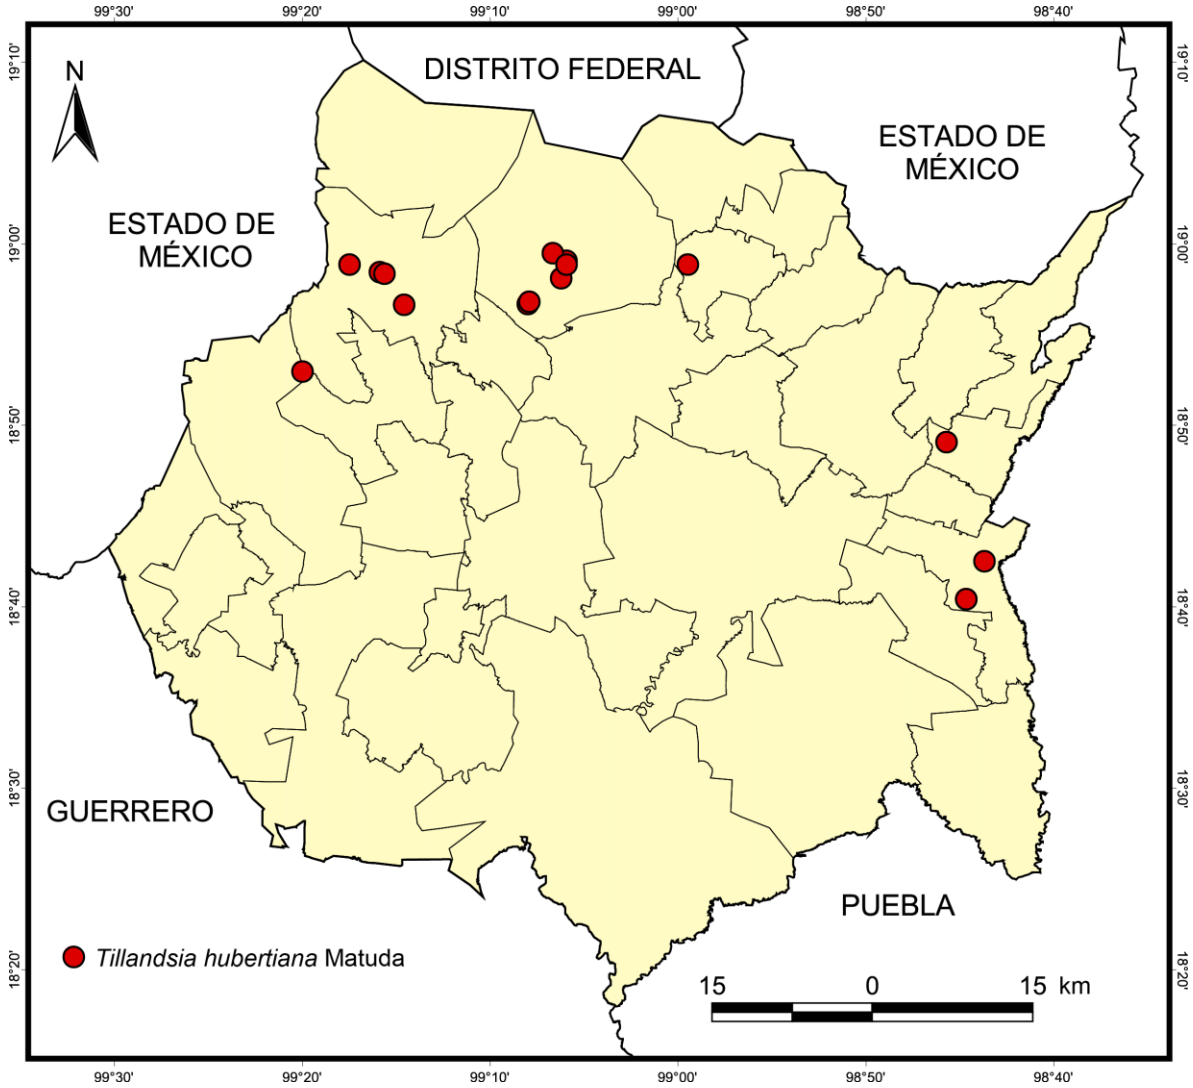 99°30' 99°20' 99°10' 99°00' 98°50' 98°40'
19°10' 19°10'
N
DISTRITO FEDERAL
ESTADO DE
MÉXICO
ESTADO DE
MÉXICO
19°00' 19°00'
18°50' 18°50'
18°40' 18°40'
18°30' 18°30'
GUERRERO
PUEBLA
Tillandsia hubertiana Matuda
18°20' 18°20'
15 0 15 km
99°30' 99°20' 99°10' 99°00' 98°50' 98°40'